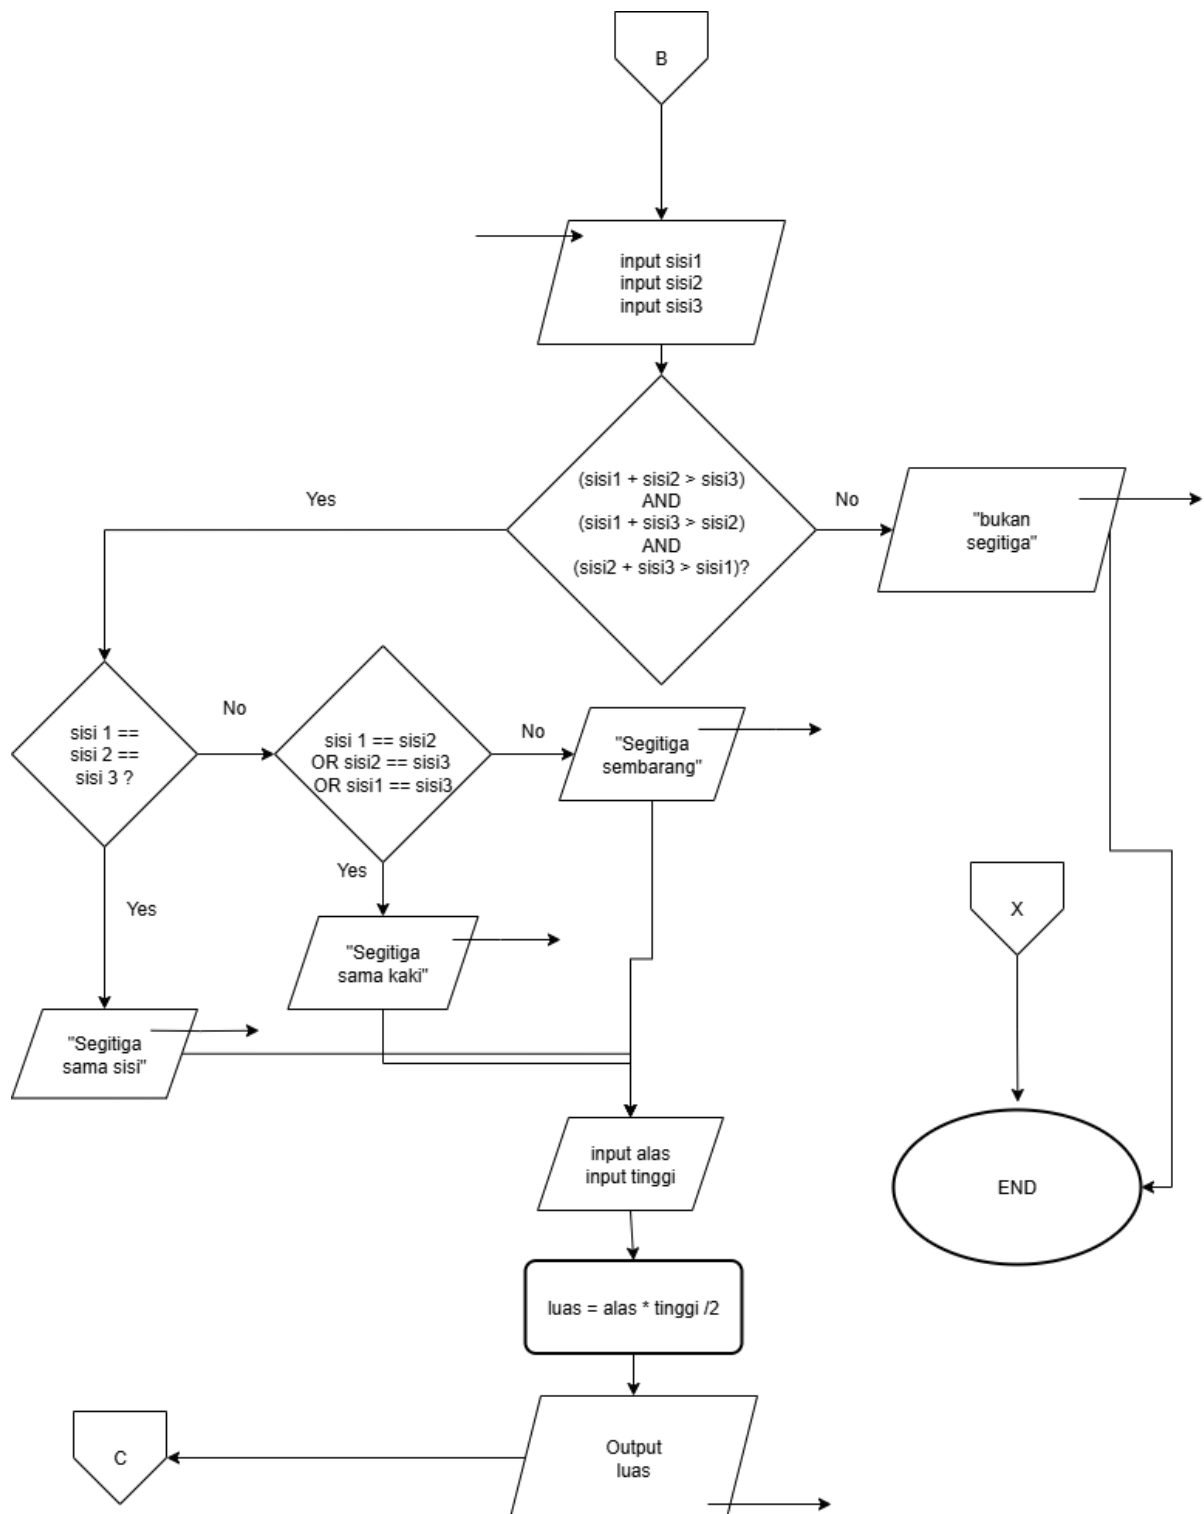 B
input sisi1
input sisi2
input sisi3
(sisi1 + sisi2 > sisi3)
AND
(sisi1 + sisi3 > sisi2)
AND
(sisi2 + sisi3 > sisi1)?
Yes
No
"bukan
segitiga"
sisi 1 ==
sisi 2 ==
sisi 3 ?
No
sisi 1 == sisi2
OR sisi2 == sisi3
OR sisi1 == sisi3
No
"Segitiga
sembarang"
Yes
Yes
"Segitiga
sama kaki"
"Segitiga
sama sisi"
X
END
input alas
input tinggi
luas = alas * tinggi /2
Output
luas
C